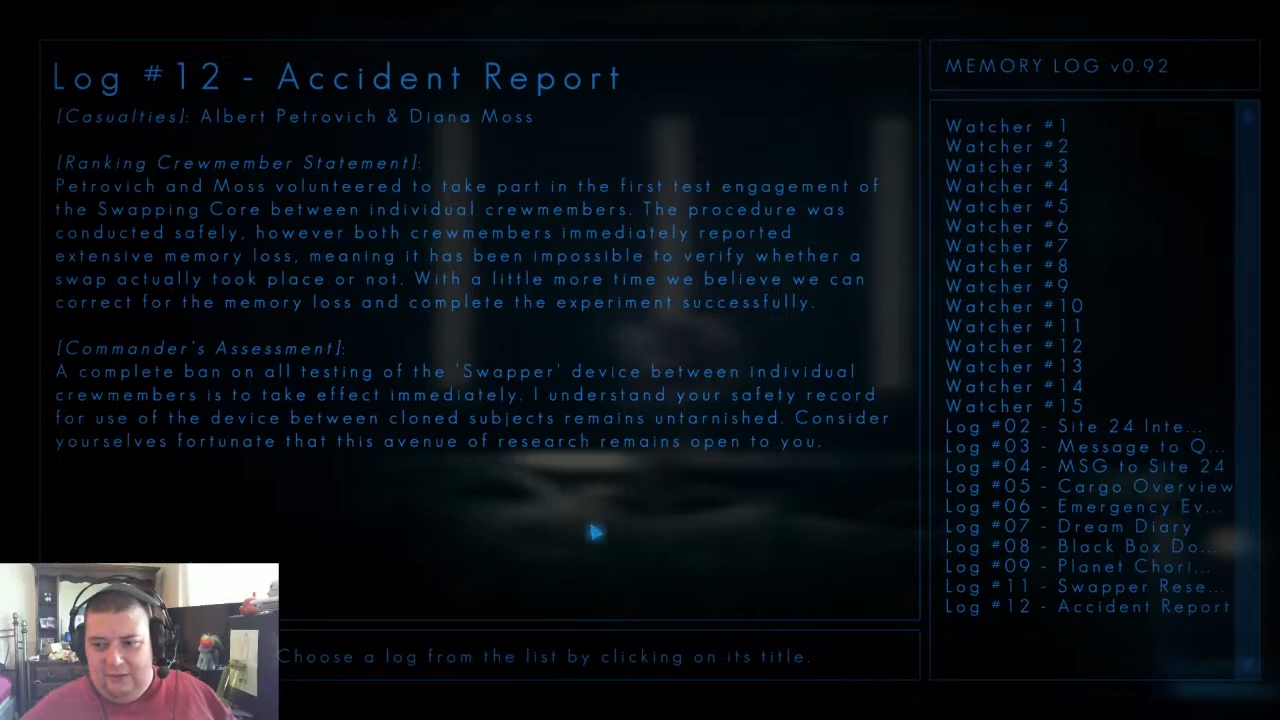 Log #12 - Accident Report
[Casualties]: Albert Petrovich & Diana Moss
[Ranking Crewmember Statement]:
Petrovich and Moss volunteered to take part in the first test engagement of
the Swapping Core between individual crewmembers. The procedure was
conducted safely, however both crewmembers immediately reported
extensive memory loss, meaning it has been impossible to verify whether a
swap actually took place or not. With a little more time we believe we can
correct for the memory loss and complete the experiment successfully.
[Commander's Assessment]:
A complete ban on all testing of the 'Swapper' device between individual
crewmembers is to take effect immediately. I understand your safety record
for use of the device between cloned subjects remains untarnished. Consider
yourselves fortunate that this avenue of research remains open to you.
Choose a log from the list by clicking on its title.
MEMORY LOG v0.92
Watcher #1
Watcher #2
Watcher #3
Watcher #4
Watcher #5
Watcher #6
Watcher #7
Watcher #8
Watcher #9
Watcher #10
Watcher #11
Watcher #12
Watcher #13
Watcher #14
Watcher #15
Log #02 - Site 24 Inte...
Log #03 - Message to Q...
Log #04 - MSG to Site 24
Log #05 - Cargo Overview
Log #06 - Emergency Ev...
Log #07 - Dream Diary
Log #08 - Black Box Do...
Log #09 - Planet Chori...
Log #11 - Swapper Rese...
Log #12 - Accident Report